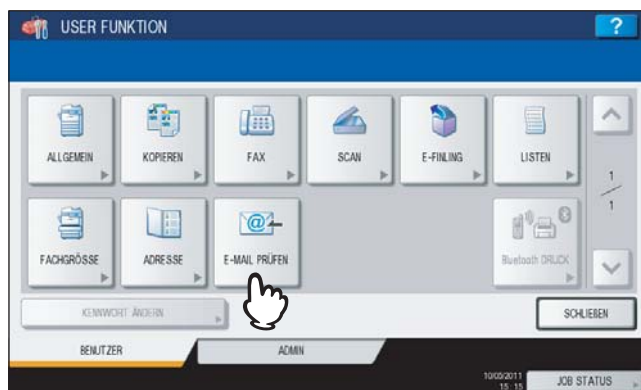 USER FUNKTION
?
ALLGEMEIN KOPIEREN FAX SCAN E-FINLING LISTEN
1
1
FACHGRÖSSE ADRESSE E-MAIL PRÜFEN Bluetooth DRUCK
KENNWORT ÄNDERN SCHLIEßEN
BENUTZER ADMIN
10/03/2011
15:15 JOB STATUS